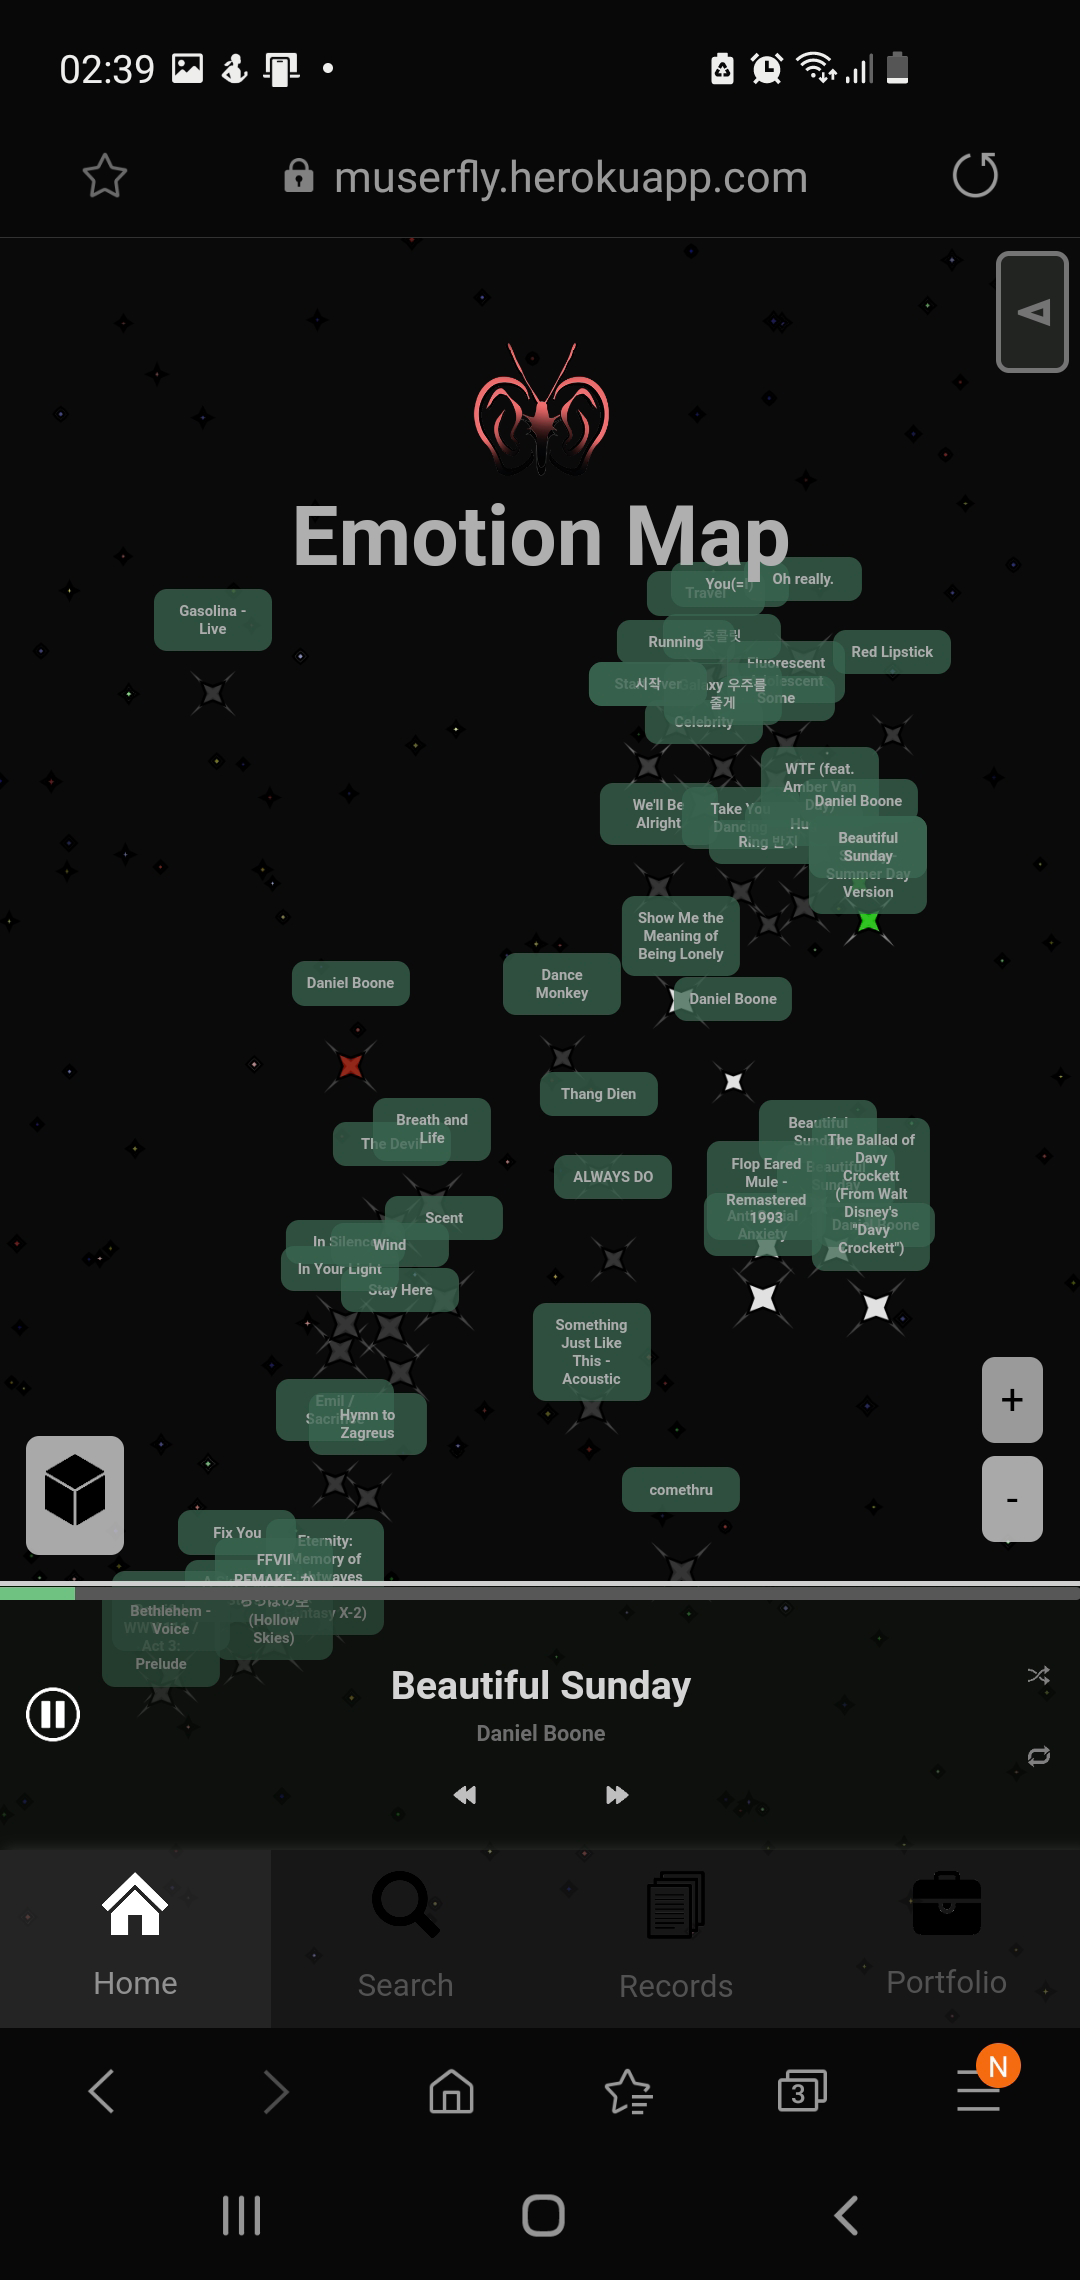 02:39
muserfly.herokuapp.com
Emotion Map
You(=
Oh really.
Travel
Gasolina -
Live
Running
초콜릿
Red Lipstick
Fluorescent
Some
시작
xy 우주를
줄게
Celebrity
WTF (feat.
Amber Van
Day)
Daniel Boone
We'll Be
Alright
Take You
Dancing
Ring 반지
Beautiful
Sunday
Summer Day
Version
Show Me the
Meaning of
Being Lonely
Daniel Boone
Dance
Monkey
Daniel Boone
Thang Dien
Breath and
Life
The Devil
ALWAYS DO
Beautiful
The Ballad of
Davy
Crockett
(From Walt
Disney's
"Davy
Crockett")
Flop Eared
Mule -
Remastered
1993
Beautiful
Sunday
Anxiety
Daniel Boone
Scent
In Silence
Wind
In Your Light
Stay Here
Something
Just Like
This -
Acoustic
Emil /
Sacrifice
Hymn to
Zagreus
+
-
comethru
Fix You
Eternity:
Memory of
FFVII
REMAKE:
(Hollow
Skies)
X-2)
Bethlehem -
Voice
Act 3:
Prelude
Beautiful Sunday
Daniel Boone
Home
Search
Records
Portfolio
3
N